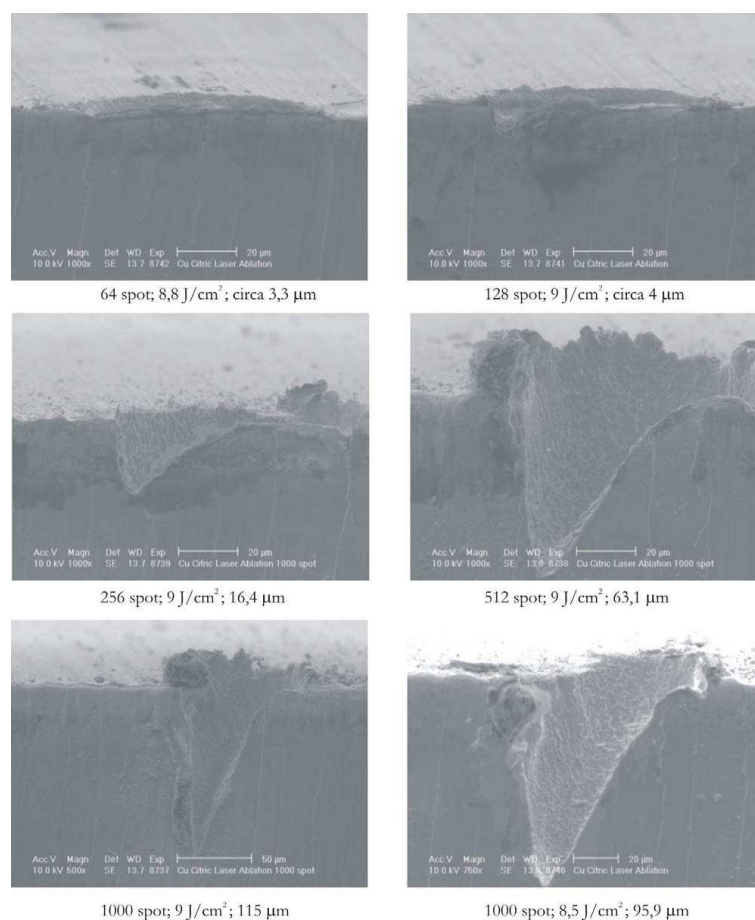 Acc.V Magn Det WD Exp 20 µm
10.0 kV 1000x SE 13.7 8742 Cu Citric Laser Ablation
64 spot; 8,8 J/cm²; circa 3,3 µm
Acc.V Magn Det WD Exp 20 µm
10.0 kV 1000x SE 13.7 8741 Cu Citric Laser Ablation
128 spot; 9 J/cm²; circa 4 µm
Acc.V Magn Det WD Exp 20 µm
10.0 kV 1000x SE 13.7 8739 Cu Citric Laser Ablation 1000 spot
256 spot; 9 J/cm²; 16,4 µm
Acc.V Magn Det WD Exp 20 µm
10.0 kV 1000x SE 8738 Cu Citric Laser Ablation 1000 spot
512 spot; 9 J/cm²; 63,1 µm
Acc.V Magn Det WD Exp 50 µm
10.0 kV 500x SE 13.7 8737 Cu Citric Laser Ablation 1000 spot
1000 spot; 9 J/cm²; 115 µm
Acc.V Magn Det WD Exp 20 µm
10.0 kV 750x SE Cu Citric Laser Ablation 1000 spot
1000 spot; 8,5 J/cm²; 95,9 µm